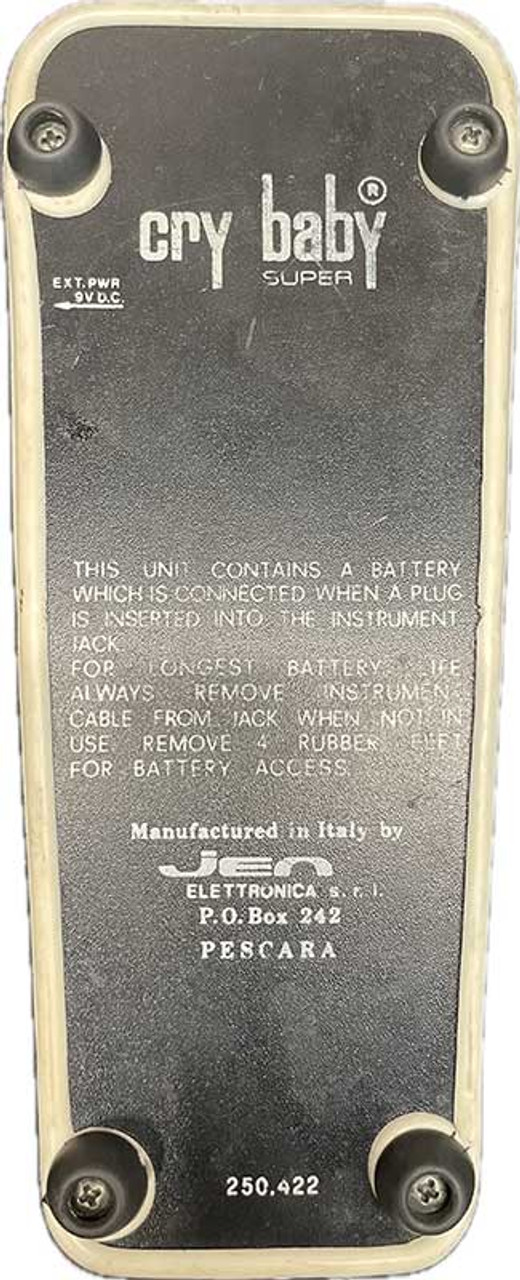 cry baby®
SUPER
EXT. PWR
9V D.C.
THIS UNIT CONTAINS A BATTERY
WHICH IS CONNECTED WHEN A PLUG
IS INSERTED INTO THE INSTRUMENT
JACK
FOR LONGEST BATTERY LIFE
ALWAYS REMOVE INSTRUMENT
CABLE FROM JACK WHEN NOT IN
USE. REMOVE 4 RUBBER FEET
FOR BATTERY ACCESS.
Manufactured in Italy by
Jen
ELETTRONICA s. r. l.
P.O. Box 242
PESCARA
250.422